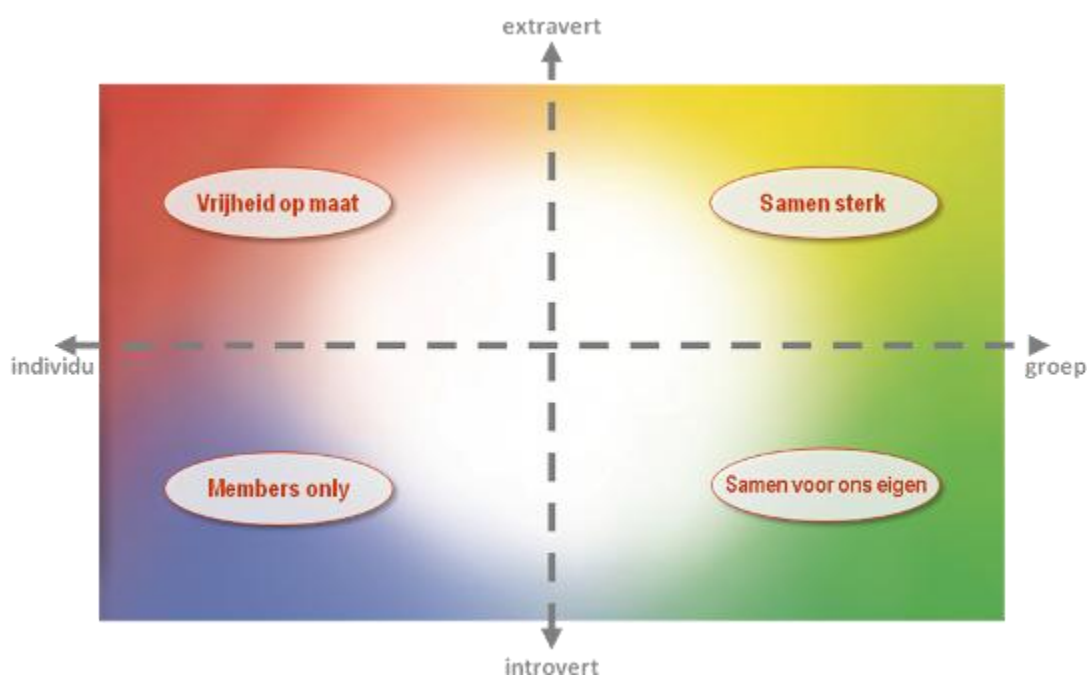 extravert
Vrijheid op maat
Samen sterk
individu
groep
Members only
Samen voor ons eigen
introvert